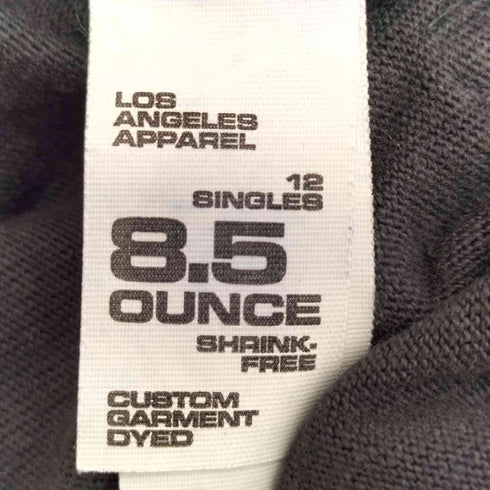 LOS
ANGELES
APPAREL
12
SINGLES
8.5
OUNCE
SHRINK-
FREE
CUSTOM
GARMENT
DYED